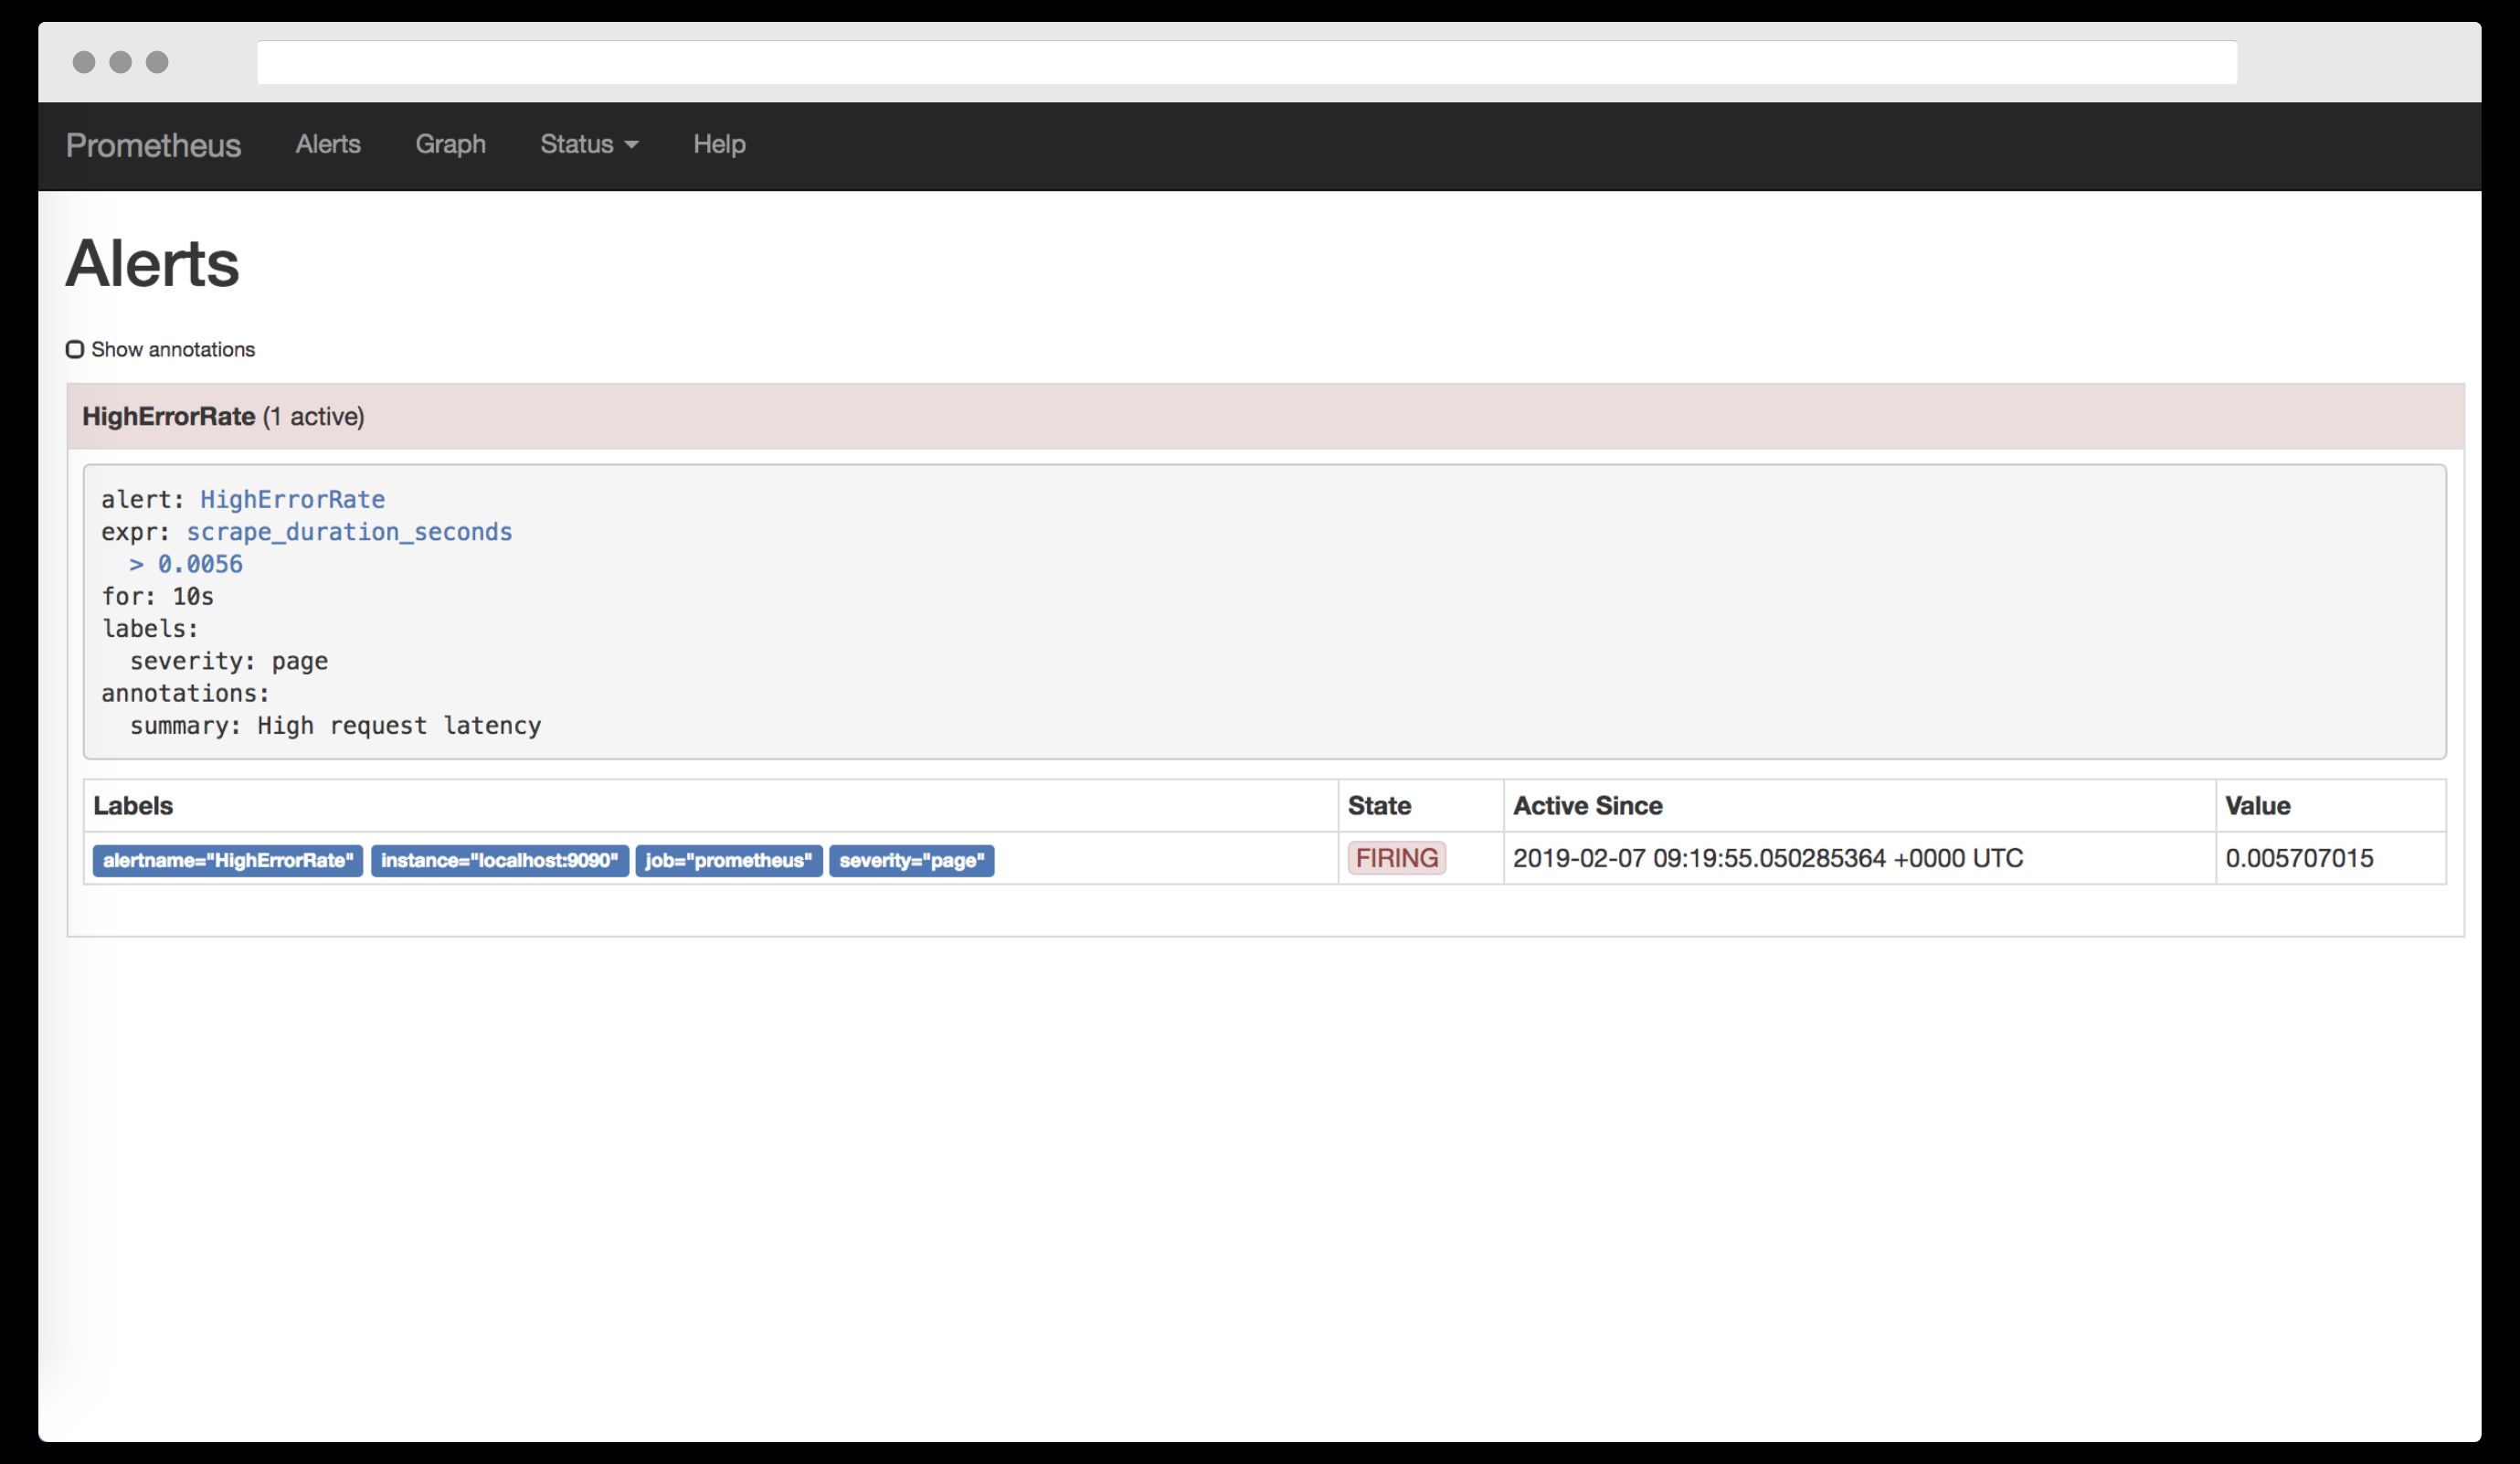 Prometheus Alerts Graph Status Help
Alerts
Show annotations
HighErrorRate (1 active)
alert: HighErrorRate
expr: scrape_duration_seconds
  > 0.0056
for: 10s
labels:
  severity: page
annotations:
  summary: High request latency
Labels State Active Since Value
alertname="HighErrorRate" instance="localhost:9090" job="prometheus" severity="page" FIRING 2019-02-07 09:19:55.050285364 +0000 UTC 0.005707015